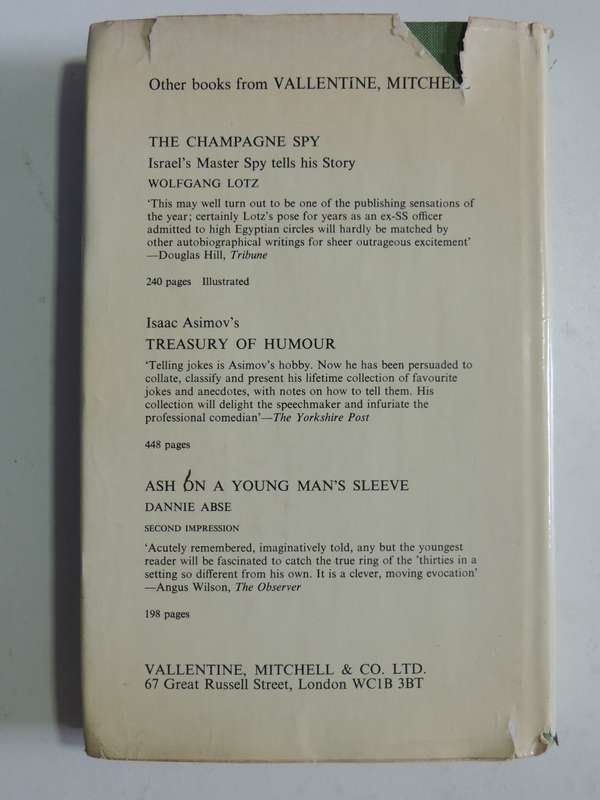 Other books from VALLENTINE, MITCHELL
THE CHAMPAGNE SPY
Israel's Master Spy tells his Story
WOLFGANG LOTZ
'This may well turn out to be one of the publishing sensations of
the year; certainly Lotz's pose for years as an ex-SS officer
admitted to high Egyptian circles will hardly be matched by
other autobiographical writings for sheer outrageous excitement'
—Douglas Hill, Tribune
240 pages Illustrated
Isaac Asimov's
TREASURY OF HUMOUR
'Telling jokes is Asimov's hobby. Now he has been persuaded to
collate, classify and present his lifetime collection of favourite
jokes and anecdotes, with notes on how to tell them. His
collection will delight the speechmaker and infuriate the
professional comedian'—The Yorkshire Post
448 pages
ASH ON A YOUNG MAN'S SLEEVE
DANNIE ABSE
SECOND IMPRESSION
'Acutely remembered, imaginatively told, any but the youngest
reader will be fascinated to catch the true ring of the 'thirties in a
setting so different from his own. It is a clever, moving evocation'
—Angus Wilson, The Observer
198 pages
VALLENTINE, MITCHELL & CO. LTD.
67 Great Russell Street, London WC1B 3BT